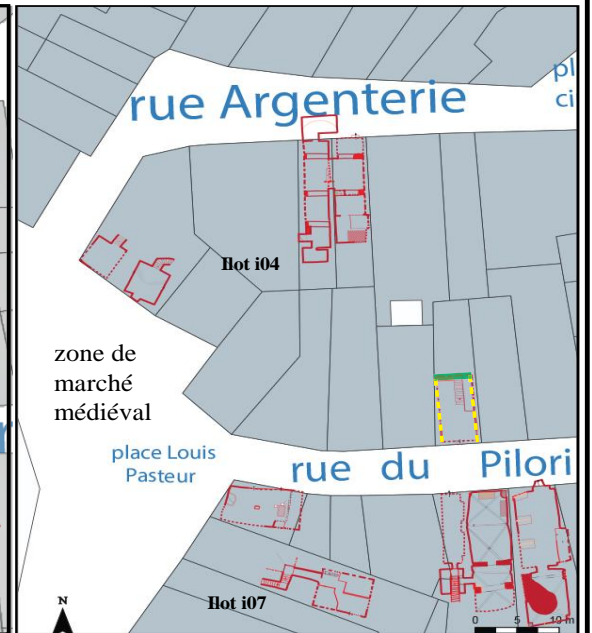 rue Argenterie
pl
ci
Ilot i04
zone de
marché
médiéval
place Louis
Pasteur
rue du Pilori
Ilot i07
N
0 5 10 m